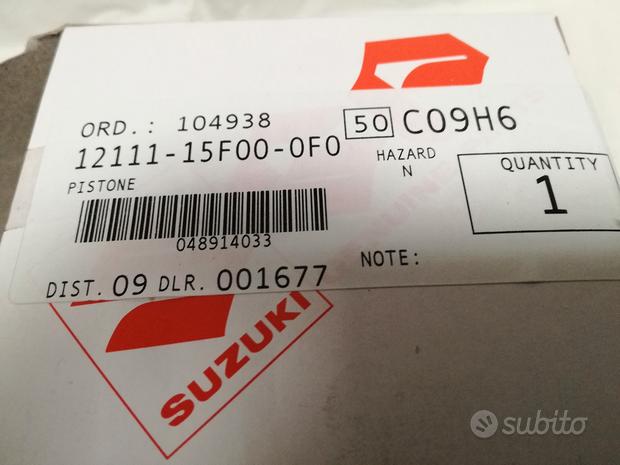 ORD.: 104938
50 C09H6
12111-15F00-0F0
HAZARD
N
QUANTITY
1
PISTONE
048914033
NOTE:
DIST. 09 DLR. 001677
SUZUKI
subito